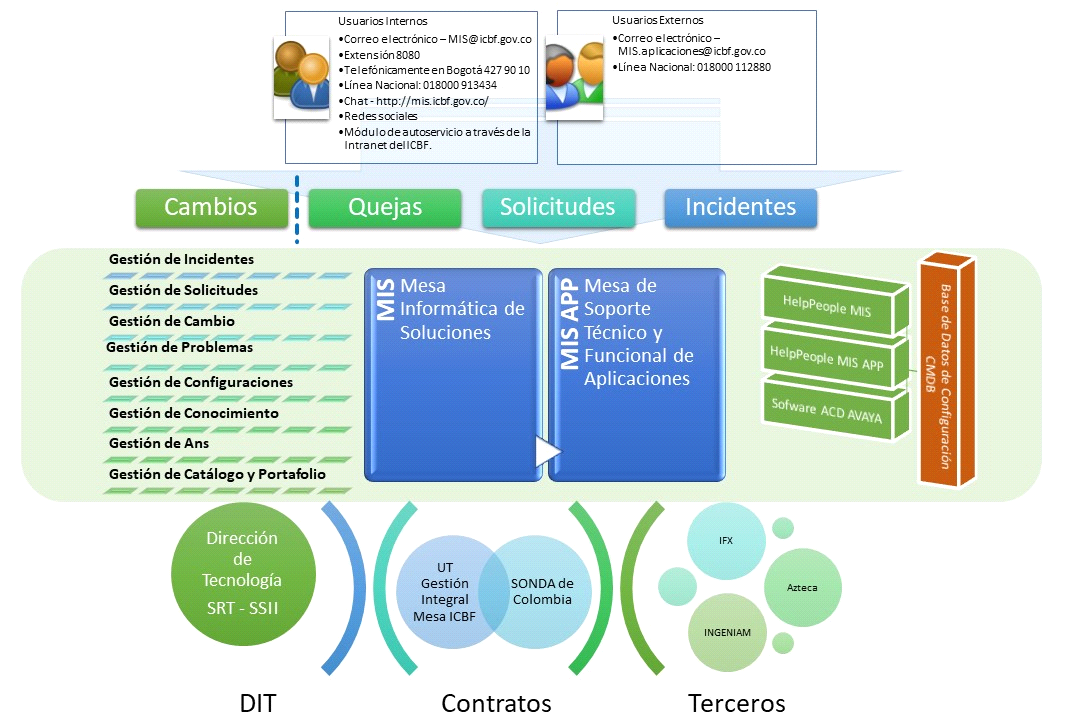 Usuarios Internos
•Correo electrónico – MIS@icbf.gov.co
•Extensión 8080
•Telefónicamente en Bogotá 427 90 10
•Línea Nacional: 018000 913434
•Chat - http://mis.icbf.gov.co/
•Redes sociales
•Módulo de autoservicio a través de la
Intranet del ICBF.
Usuarios Externos
•Correo electrónico –
MIS.aplicaciones@icbf.gov.co
•Línea Nacional: 018000 112880
Cambios
Quejas
Solicitudes
Incidentes
Gestión de Incidentes
Gestión de Solicitudes
Gestión de Cambio
Gestión de Problemas
Gestión de Configuraciones
Gestión de Conocimiento
Gestión de Ans
Gestión de Catálogo y Portafolio
MIS
Mesa
Informática de
Soluciones
MIS APP
Mesa de
Soporte
Técnico y
Funcional de
Aplicaciones
HelpPeople MIS
HelpPeople MIS APP
Sofware ACD AVAYA
Base de Datos de Configuración
CMDB
Dirección
de
Tecnología
SRT - SSII
UT
Gestión
Integral
Mesa ICBF
SONDA de
Colombia
IFX
Azteca
INGENIAM
DIT
Contratos
Terceros